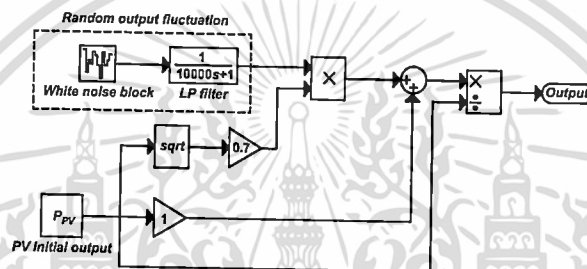 Random output fluctuation
1
10000s+1
White noise block
LP filter
×
+
+
×
÷
Output
sqrt
0.7
PPV
1
PV Initial output